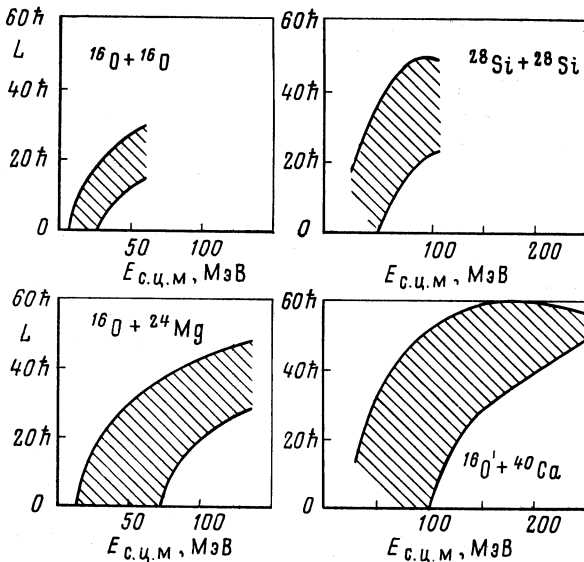 60ħ
L
40ħ
20ħ
0
¹⁶O + ¹⁶O
50
100
E с.ц.м, МэВ
²⁸Si + ²⁸Si
60ħ
40ħ
20ħ
0
100
200
E с.ц.м, МэВ
60ħ
L
40ħ
20ħ
0
¹⁶O + ²⁴Mg
50
100
E с.ц.м, МэВ
60ħ
40ħ
20ħ
0
¹⁶O' + ⁴⁰Ca
100
200
E с.ц.м, МэВ